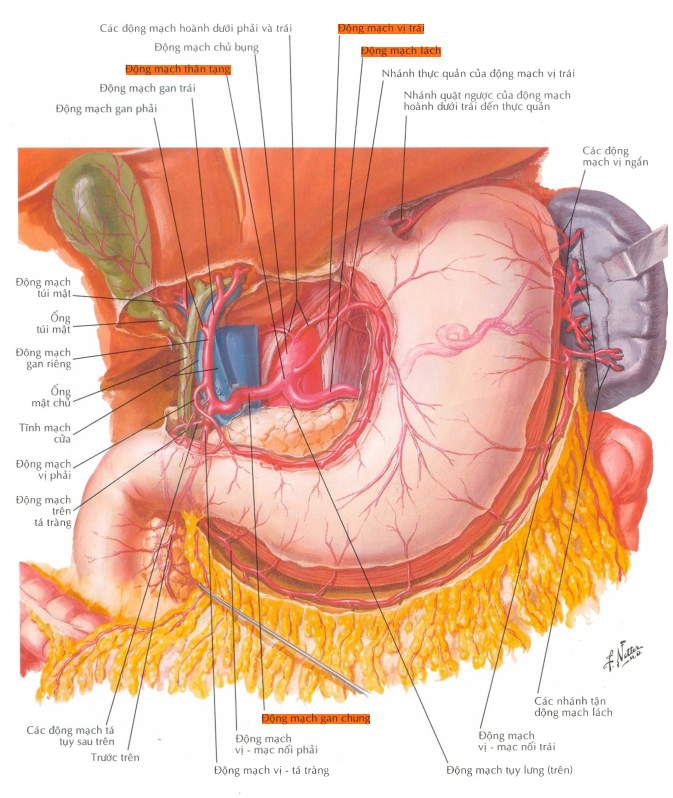 Các động mạch hoành dưới phải và trái
Động mạch chủ bụng
Động mạch thân tạng
Động mạch gan trái
Động mạch gan phải
Động mạch vị trái
Động mạch lách
Nhánh thực quản của động mạch vị trái
Nhánh quặt ngược của động mạch
hoành dưới trái đến thực quản
Các động
mạch vị ngắn
Động mạch
túi mật
Ống
túi mật
Động mạch
gan riêng
Ống
mật chủ
Tĩnh mạch
cửa
Động mạch
vị phải
Động mạch
trên
tá tràng
Các động mạch tá
tụy sau trên
Trước trên
Động mạch gan chung
Động mạch
vị - mạc nối phải
Động mạch vị - tá tràng
Động mạch tụy lưng (trên)
Động mạch
vị - mạc nối trái
Các nhánh tận
động mạch lách
F. Netter
M.D.